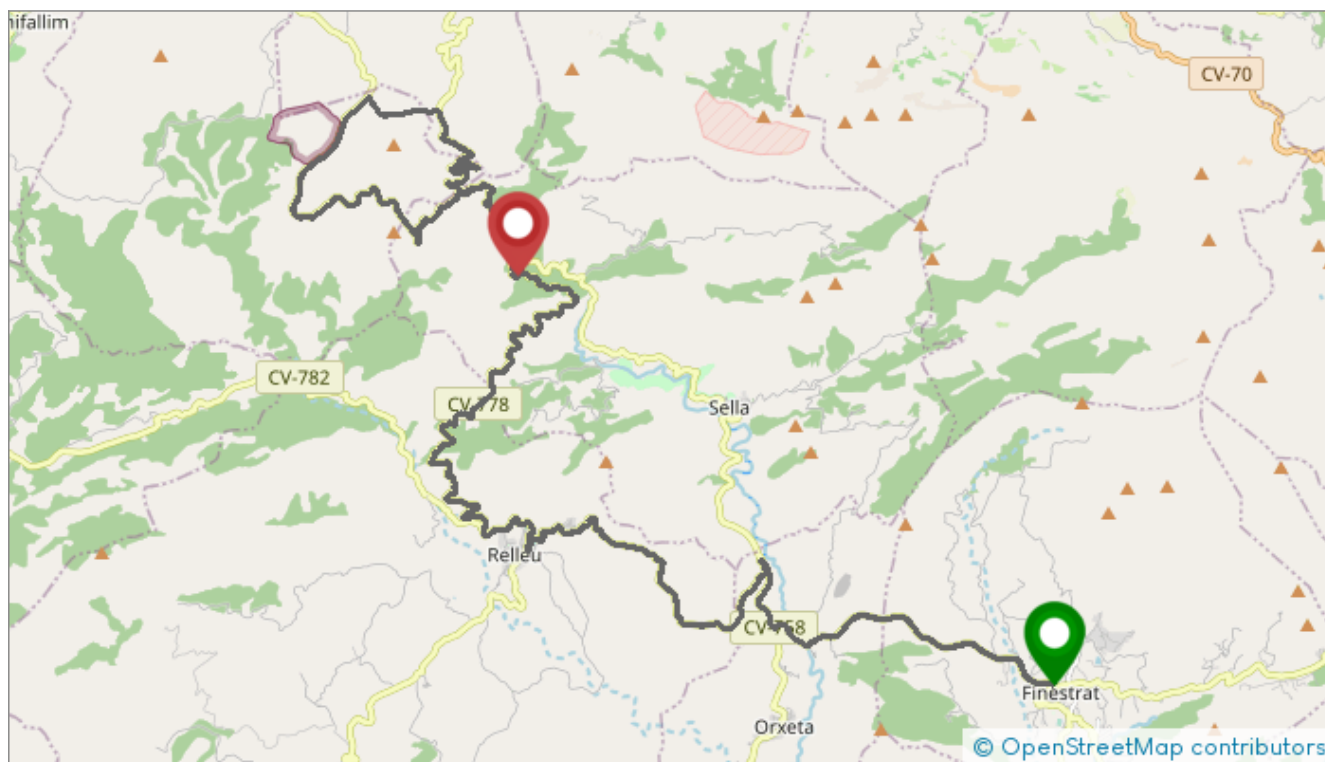 nifallim
CV-70
CV-782
CV-778
Sella
Relleu
CV-758
Finestrat
Orxeta
© OpenStreetMap contributors